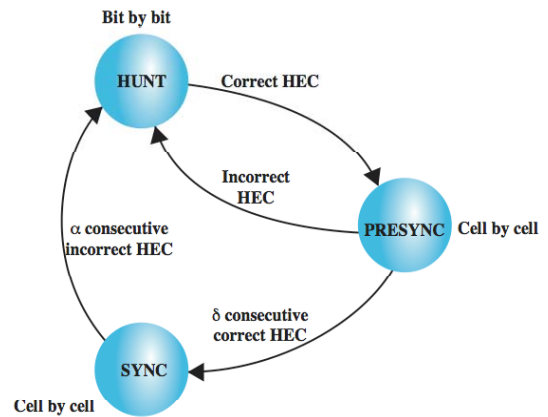 Bit by bit
HUNT
Correct HEC
Incorrect
HEC
PRESYNC
Cell by cell
α consecutive
incorrect HEC
δ consecutive
correct HEC
SYNC
Cell by cell